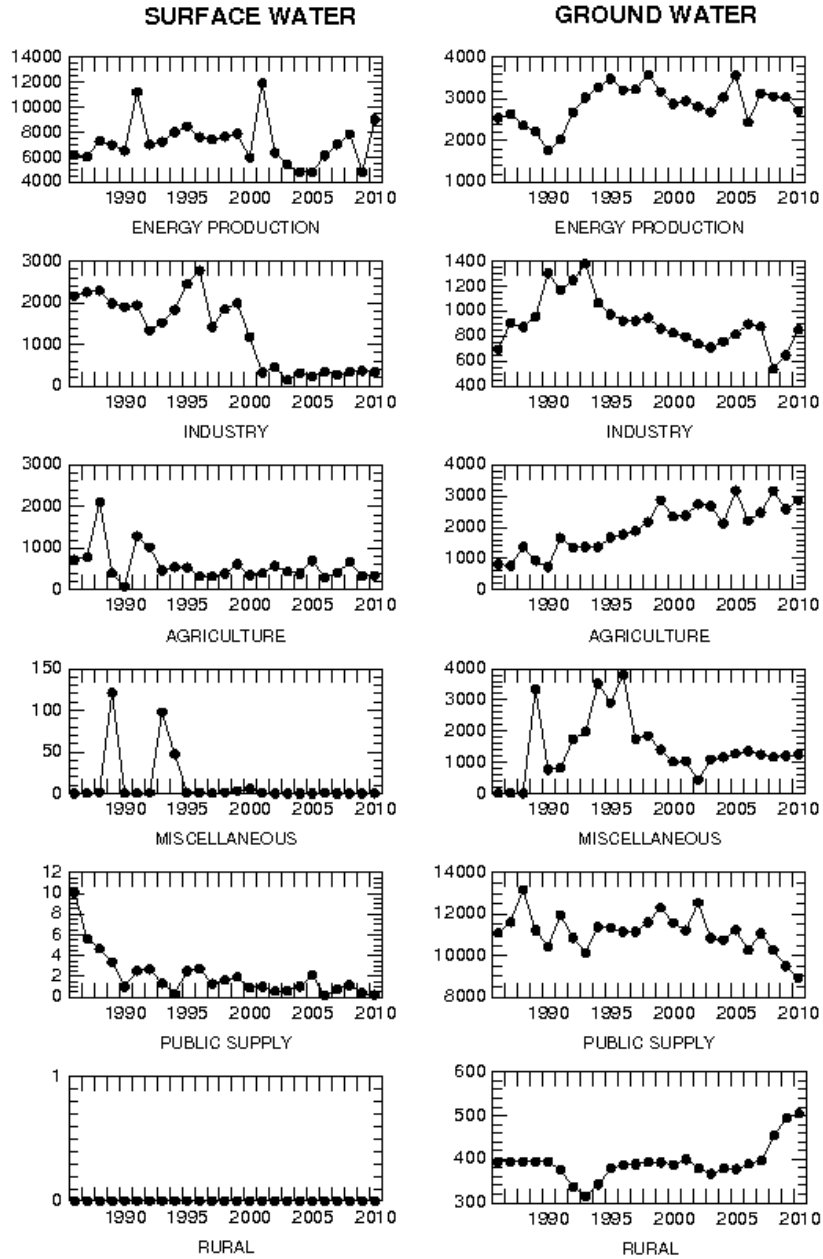 SURFACE WATER
GROUND WATER
14000
12000
10000
8000
6000
4000
1990 1995 2000 2005 2010
ENERGY PRODUCTION
4000
3000
2000
1000
1990 1995 2000 2005 2010
ENERGY PRODUCTION
3000
2000
1000
0
1990 1995 2000 2005 2010
INDUSTRY
1400
1200
1000
800
600
400
1990 1995 2000 2005 2010
INDUSTRY
3000
2000
1000
0
1990 1995 2000 2005 2010
AGRICULTURE
4000
3000
2000
1000
0
1990 1995 2000 2005 2010
AGRICULTURE
150
100
50
0
1990 1995 2000 2005 2010
MISCELLANEOUS
4000
3000
2000
1000
0
1990 1995 2000 2005 2010
MISCELLANEOUS
12
10
8
6
4
2
0
1990 1995 2000 2005 2010
PUBLIC SUPPLY
14000
12000
10000
8000
1990 1995 2000 2005 2010
PUBLIC SUPPLY
1
0
1990 1995 2000 2005 2010
RURAL
600
500
400
300
1990 1995 2000 2005 2010
RURAL